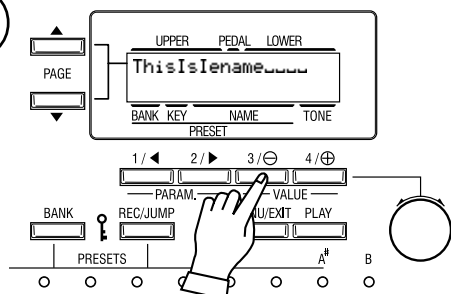 UPPER PEDAL LOWER
ThisIsIename␣␣␣␣
PAGE
BANK KEY NAME TONE
PRESET
1/◀ 2/▶ 3/⊖ 4/⊕
PARAM. VALUE
BANK REC/JUMP NU/EXIT PLAY
PRESETS A# B